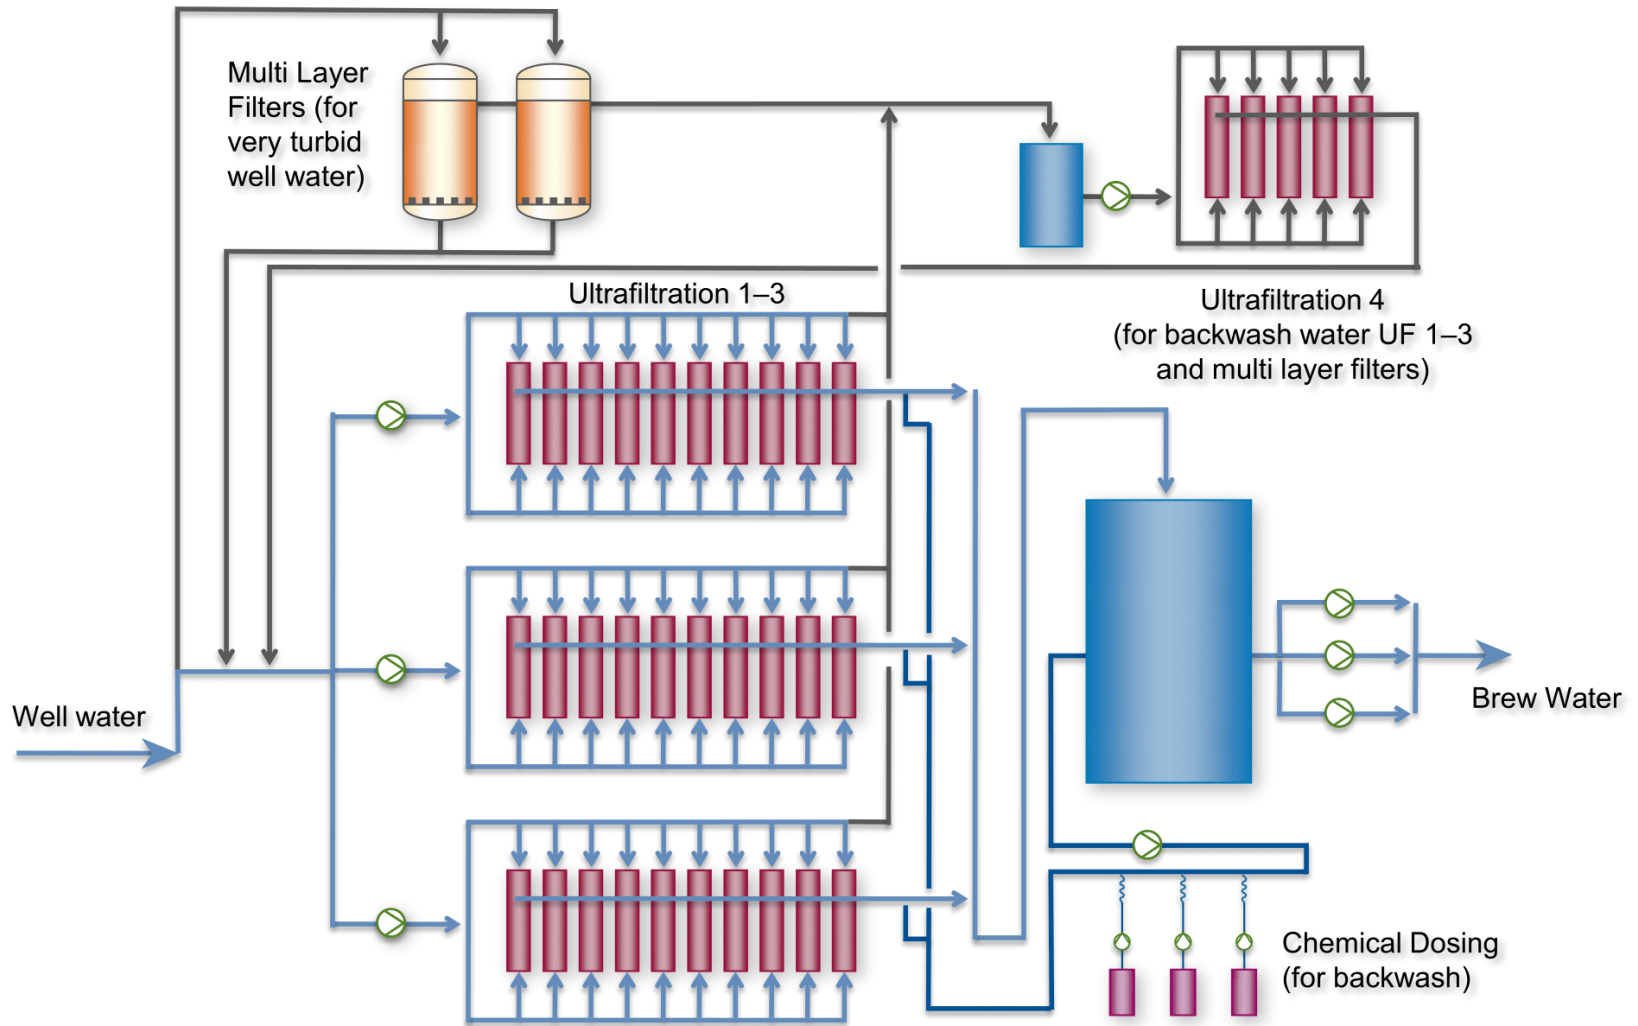 Multi Layer
Filters (for
very turbid
well water)
Ultrafiltration 1–3
Ultrafiltration 4
(for backwash water UF 1–3
and multi layer filters)
Well water
Brew Water
Chemical Dosing
(for backwash)